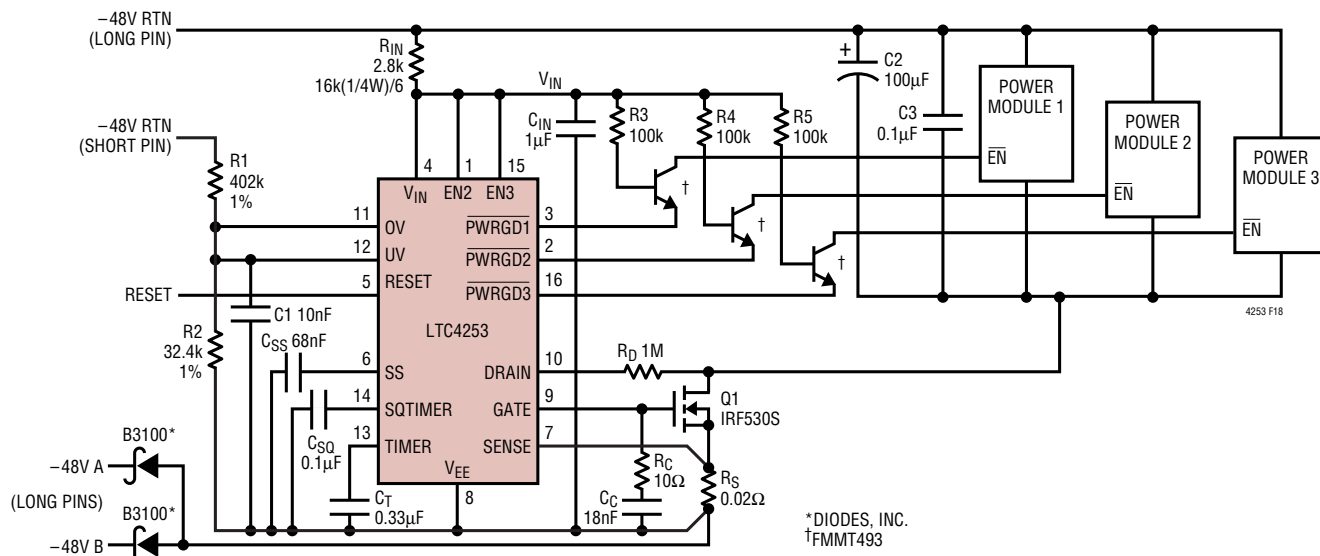 −48V RTN
(LONG PIN)
RIN
2.8k
16k(1/4W)/6
VIN
−48V RTN
(SHORT PIN)
R1
402k
1%
CIN
1µF
R3
100k
R4
100k
R5
100k
+
C2
100µF
C3
0.1µF
POWER
MODULE 1
EN
POWER
MODULE 2
EN
POWER
MODULE 3
EN
4253 F18
4
1
15
VIN
EN2
EN3
11
OV
PWRGD1
3
†
12
UV
PWRGD2
2
†
RESET
5
RESET
PWRGD3
16
†
C1 10nF
LTC4253
R2
32.4k
1%
CSS 68nF
6
SS
DRAIN
10
RD 1M
14
SQTIMER
GATE
9
Q1
IRF530S
CSQ
0.1µF
13
TIMER
SENSE
7
VEE
8
CT
0.33µF
RC
10Ω
CC
18nF
RS
0.02Ω
B3100*
−48V A
(LONG PINS)
B3100*
−48V B
*DIODES, INC.
†FMMT493